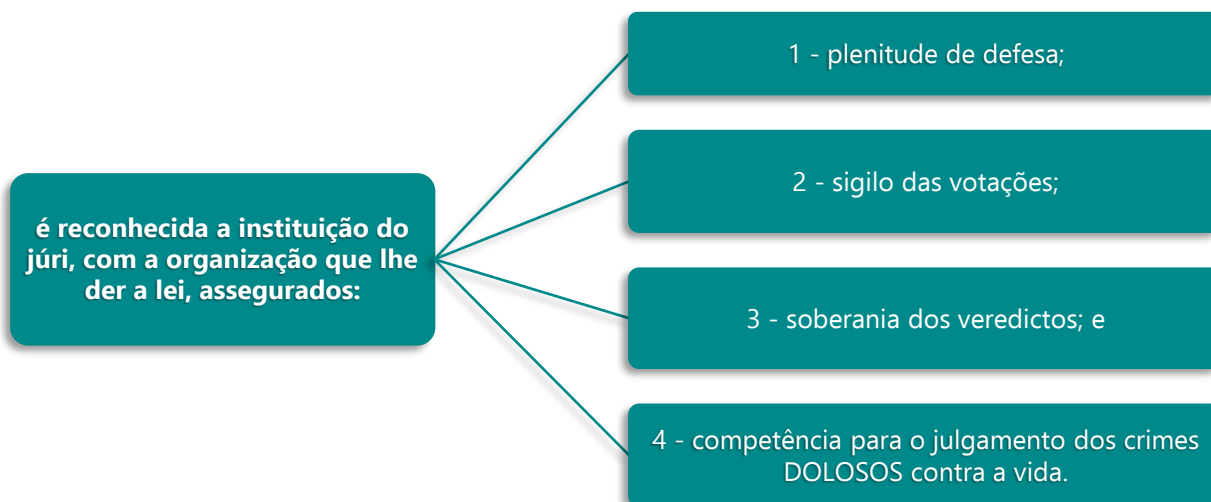 é reconhecida a instituição do
júri, com a organização que lhe
der a lei, assegurados:
1 - plenitude de defesa;
2 - sigilo das votações;
3 - soberania dos veredictos; e
4 - competência para o julgamento dos crimes
DOLOSOS contra a vida.